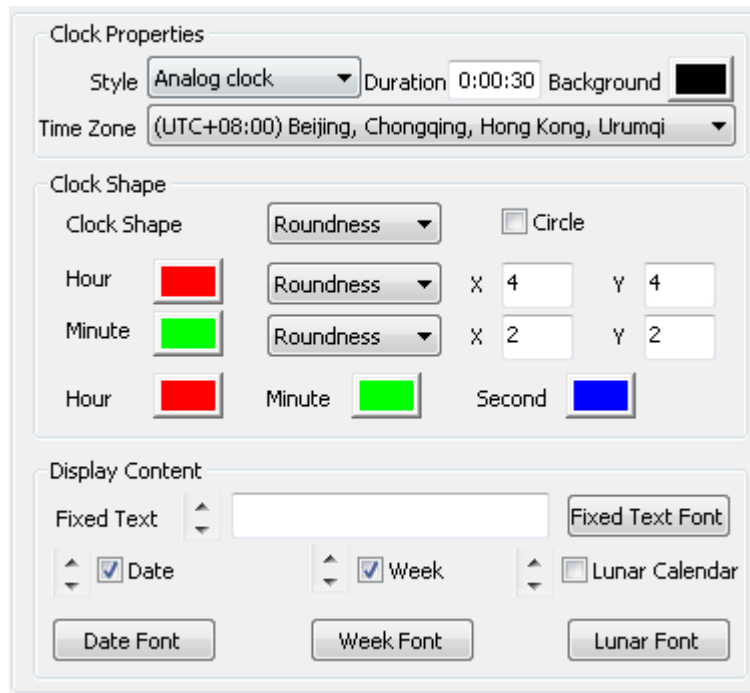 Clock Properties
Style Analog clock Duration 0:00:30 Background
Time Zone (UTC+08:00) Beijing, Chongqing, Hong Kong, Urumqi
Clock Shape
Clock Shape Roundness Circle
Hour Roundness X 4 Y 4
Minute Roundness X 2 Y 2
Hour Minute Second
Display Content
Fixed Text Fixed Text Font
Date Week Lunar Calendar
Date Font Week Font Lunar Font